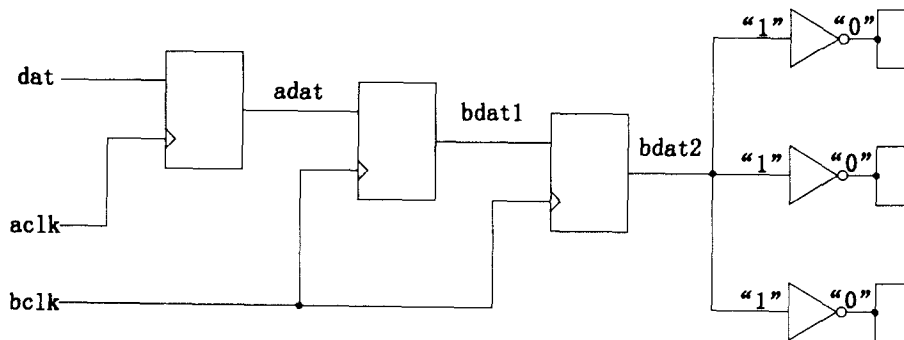 “1” “0”
dat
adat
bdat1
bdat2
“1” “0”
aclk
bclk
“1” “0”